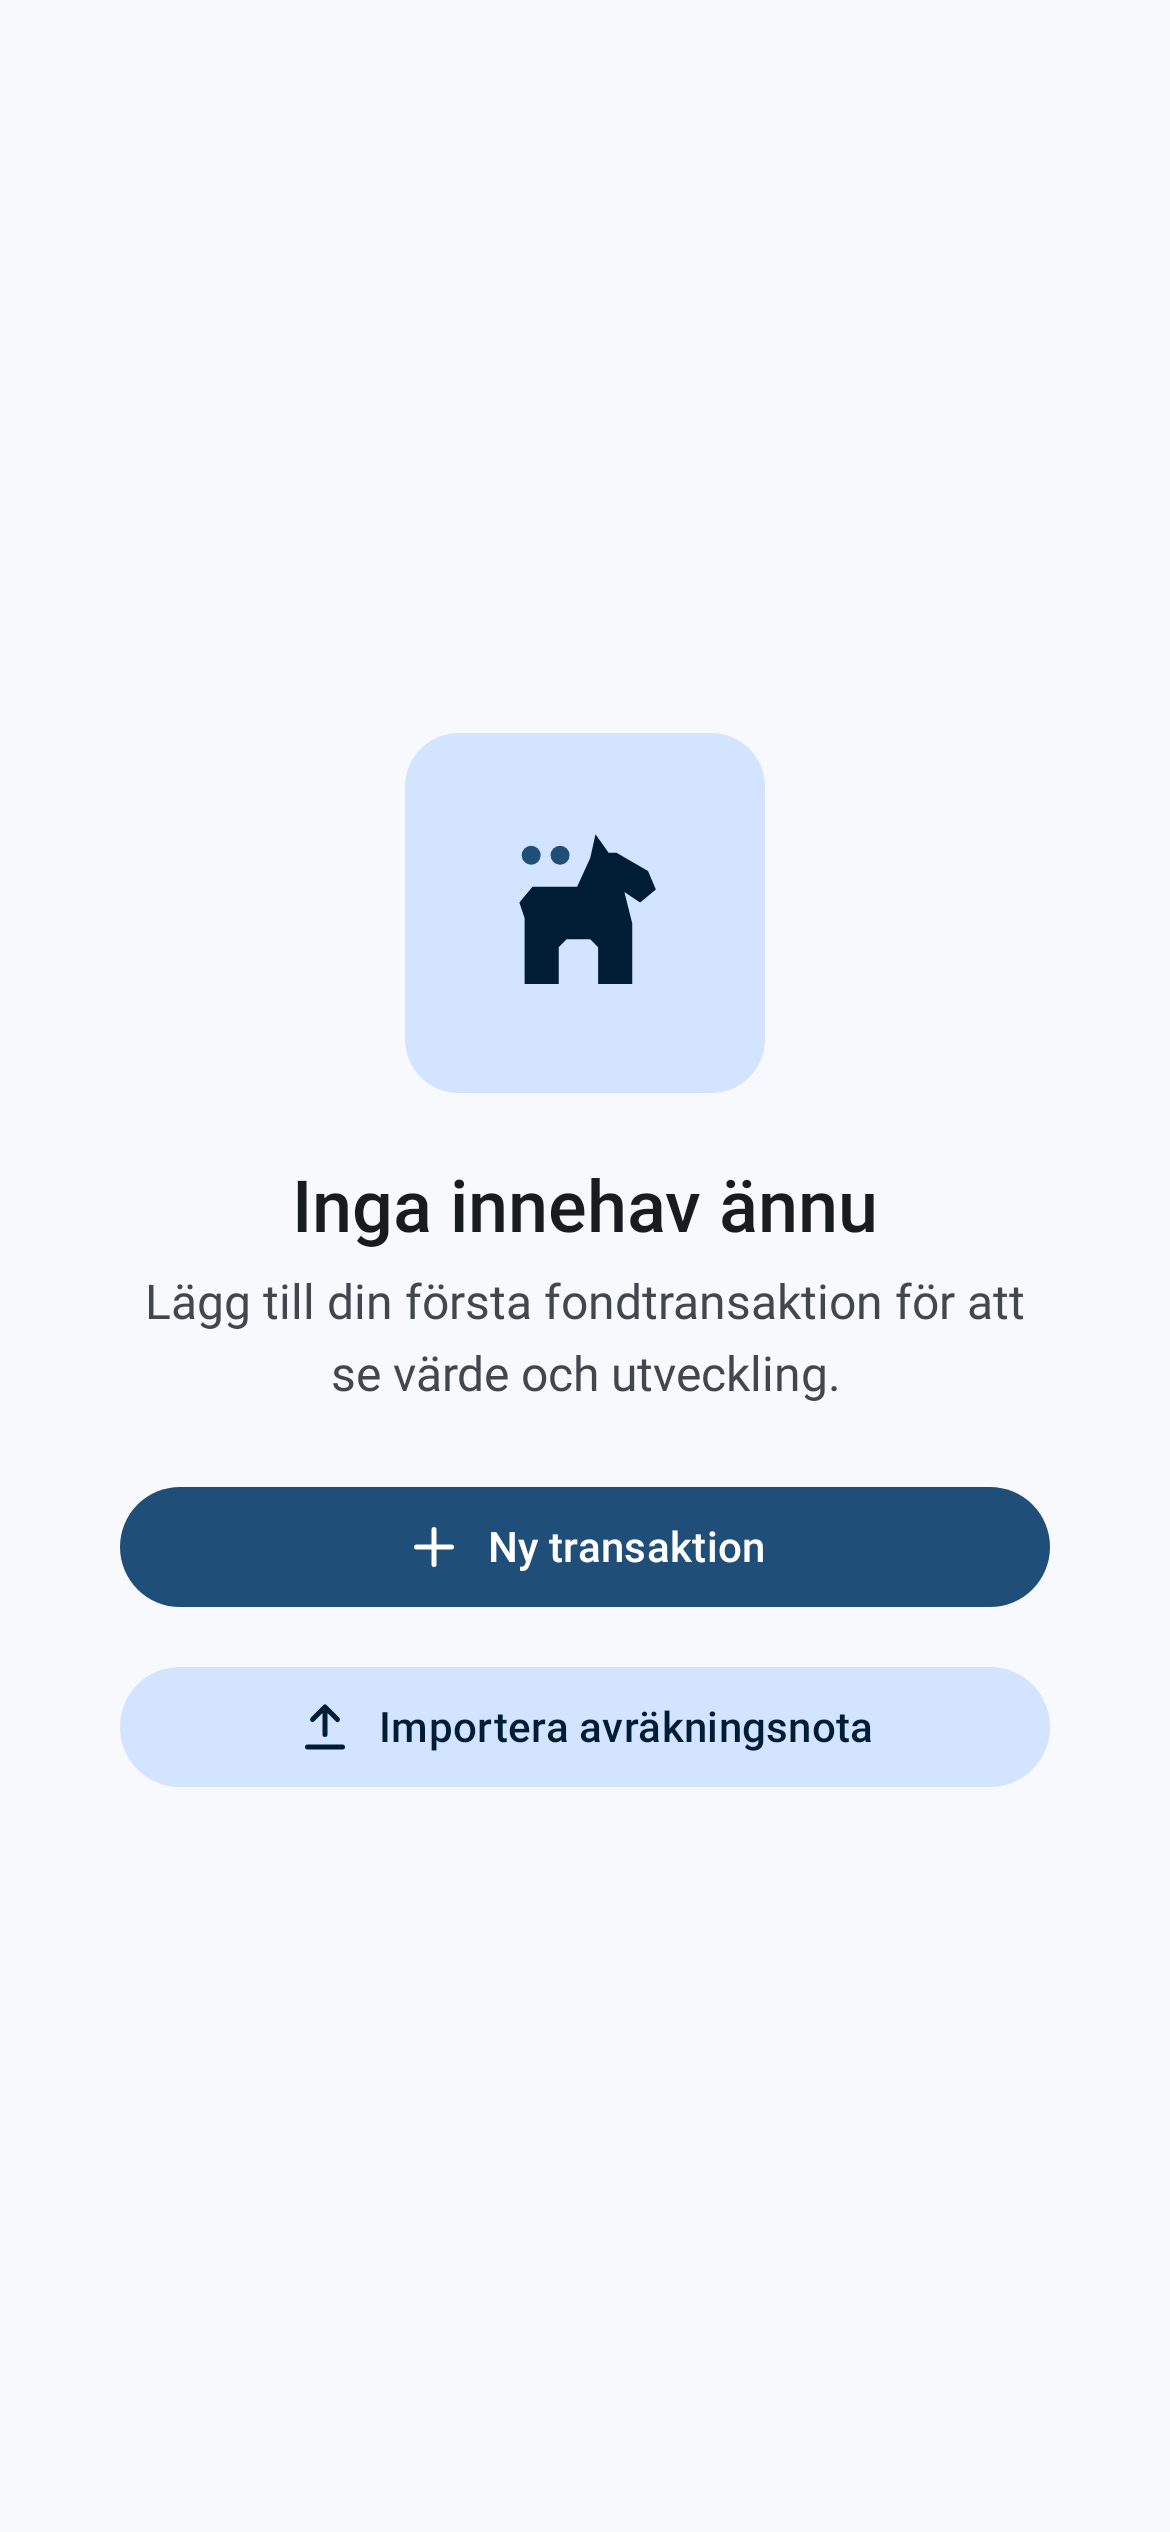 Inga innehav ännu
Lägg till din första fondtransaktion för att
se värde och utveckling.
Ny transaktion
Importera avräkningsnota